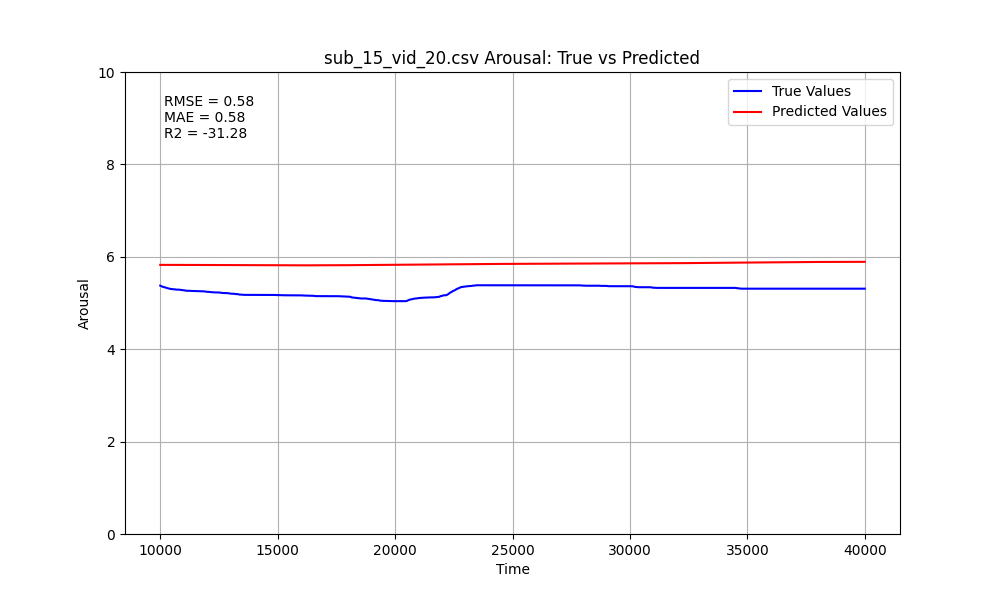 sub_15_vid_20.csv Arousal: True vs Predicted
10
8
6
4
2
0
Arousal
RMSE = 0.58
MAE = 0.58
R2 = -31.28
True Values
Predicted Values
10000 15000 20000 25000 30000 35000 40000
Time